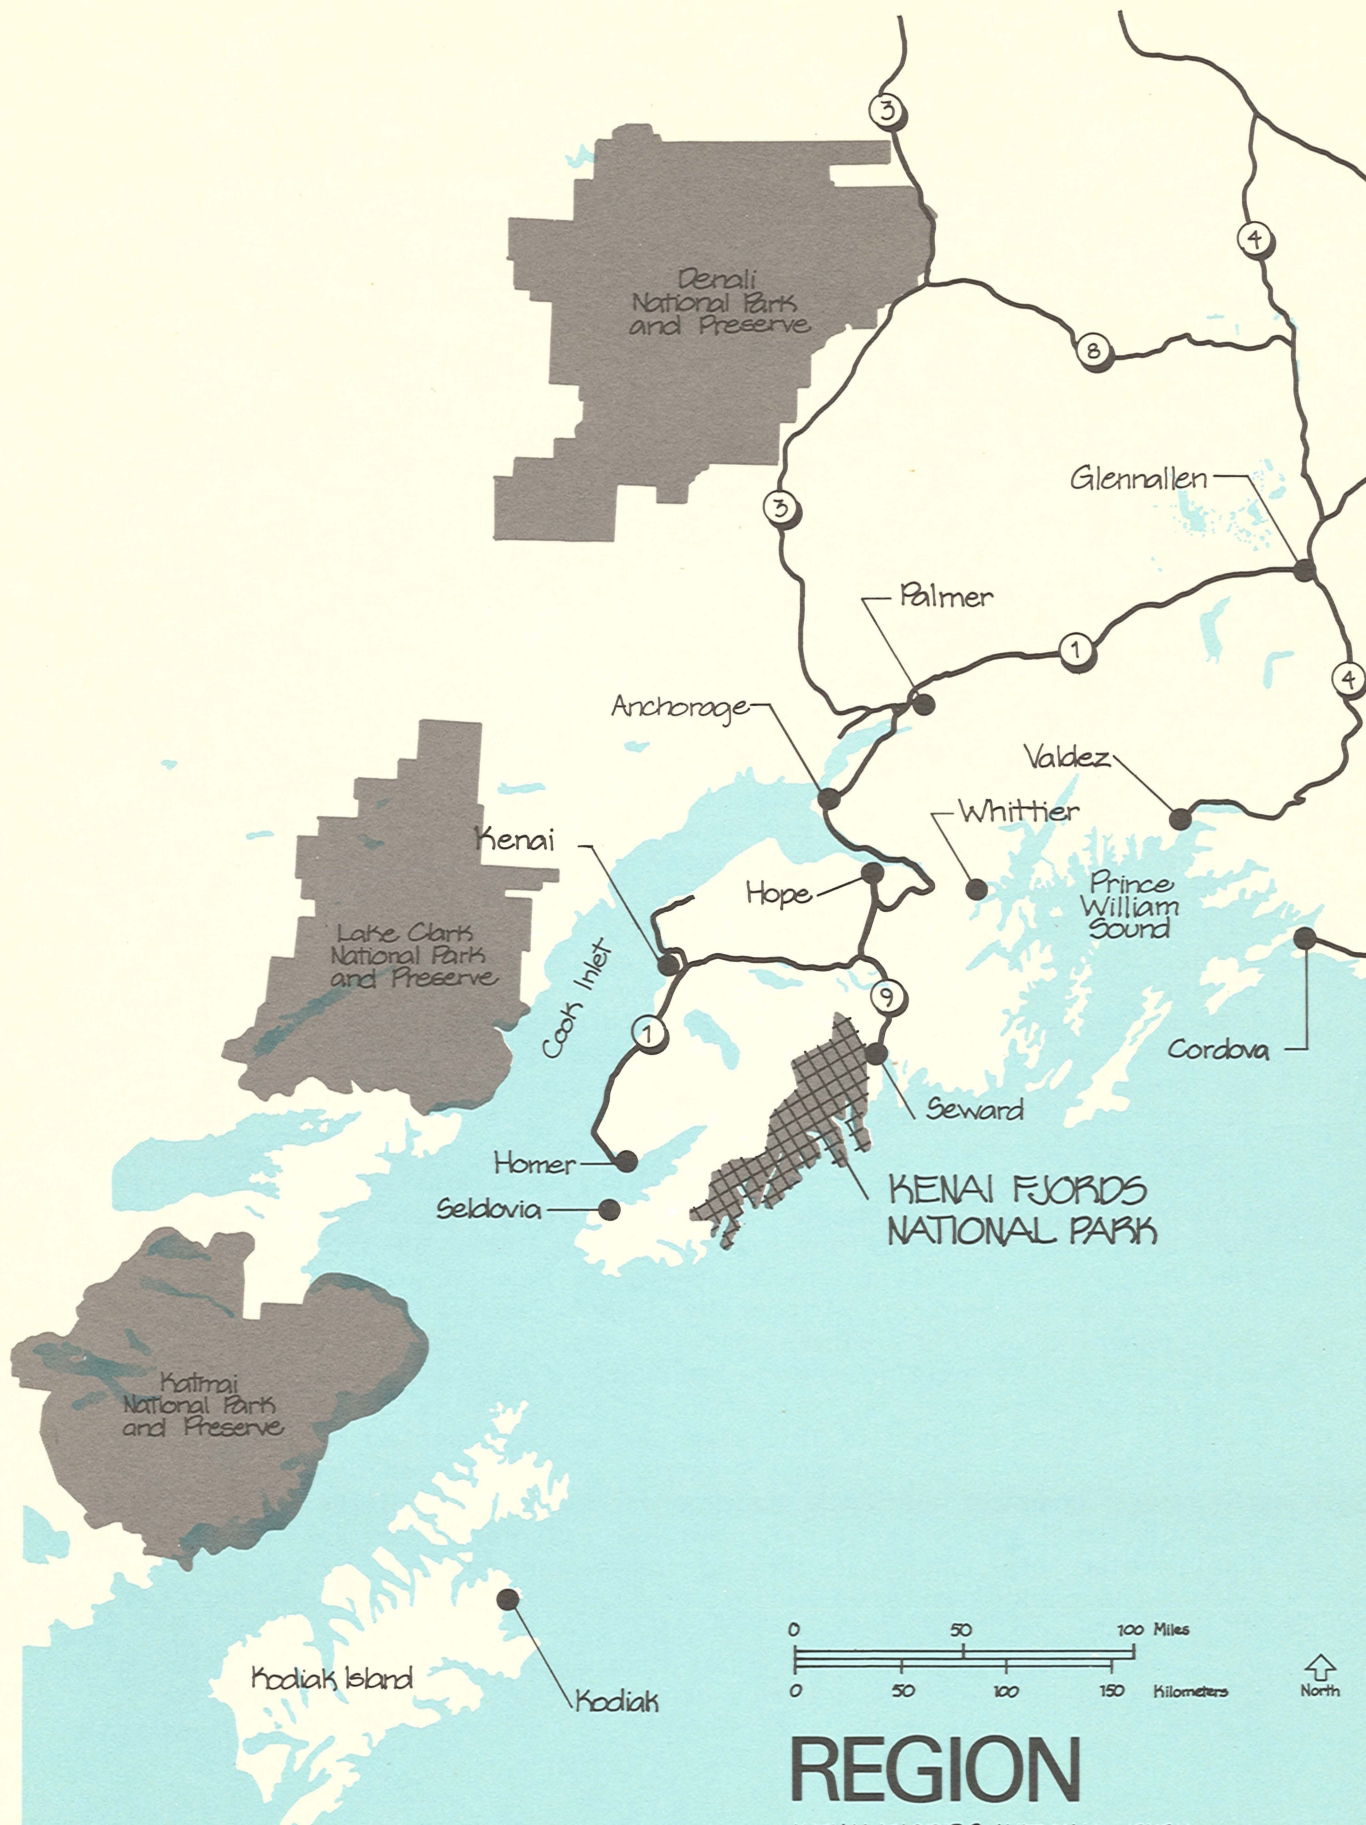 3
4
Denali
National Park
and Preserve
8
Glennallen
3
Palmer
1
4
Anchorage
Valdez
Whittier
Kenai
Prince
William
Sound
Hope
Lake Clark
National Park
and Preserve
Cook Inlet
9
1
Cordova
Seward
Homer
KENAI FJORDS
NATIONAL PARK
Seldovia
Katmai
National Park
and Preserve
Kodiak Island
Kodiak
0 50 100 Miles
0 50 100 150 Kilometers
North
REGION